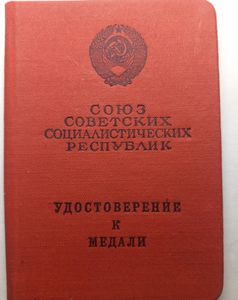 СОЮЗ
СОВЕТСКИХ
СОЦИАЛИСТИЧЕСКИХ
РЕСПУБЛИК
УДОСТОВЕРЕНИЕ
К
МЕДАЛИ